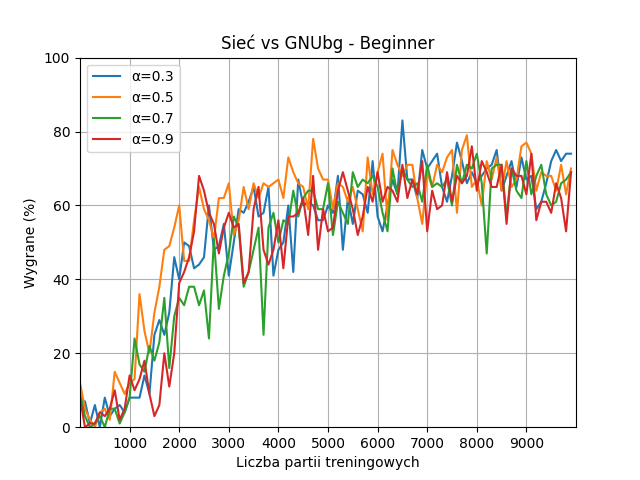 Sieć vs GNUbg - Beginner
α=0.3
α=0.5
α=0.7
α=0.9
Wygrane (%)
100
80
60
40
20
0
1000 2000 3000 4000 5000 6000 7000 8000 9000
Liczba partii treningowych